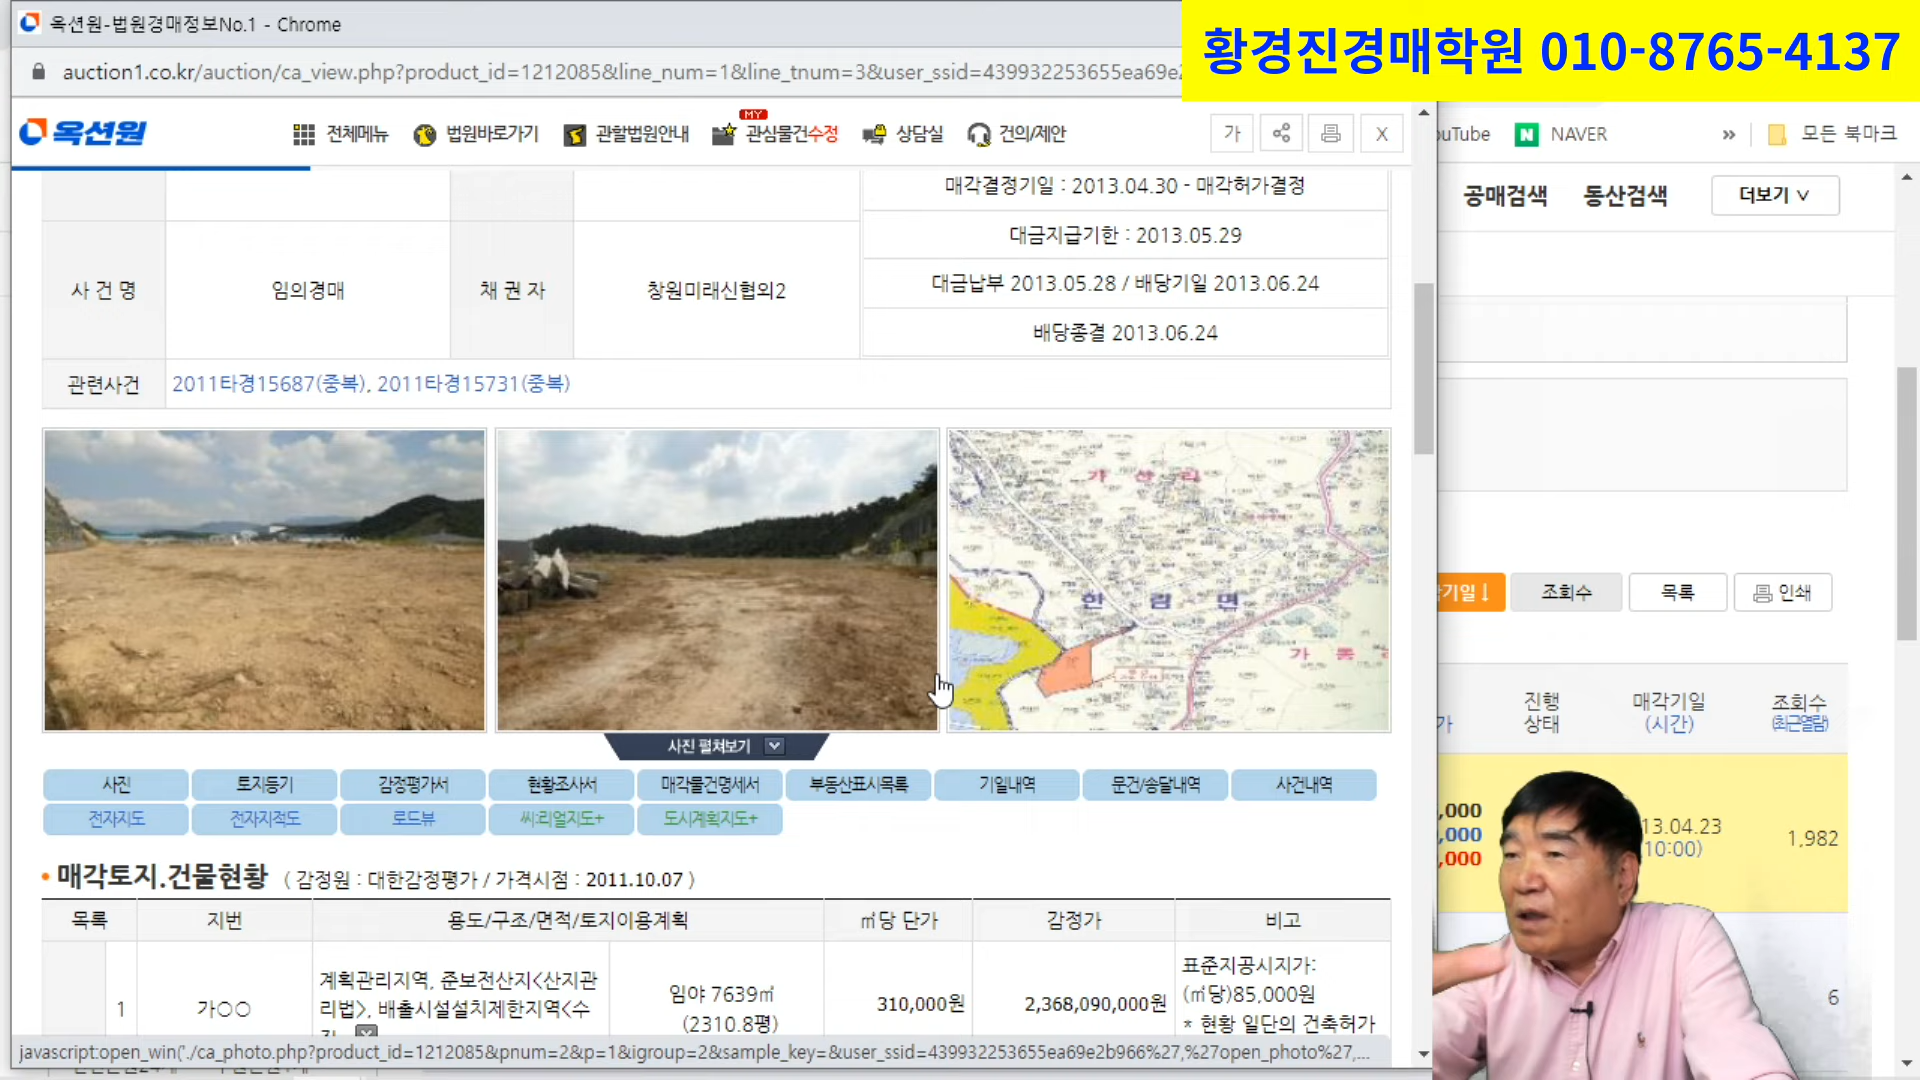 옥션원-법원경매정보No.1 - Chrome
황경진경매학원 010-8765-4137
auction1.co.kr/auction/ca_view.php?product_id=1212085&line_num=1&line_tnum=3&user_ssid=439932253655ea69e2
옥션원
전체메뉴
법원바로가기
관할법원안내
MY
관심물건수정
상담실
건의/제안
가
X
NAVER
»
모든 북마크
공매검색
동산검색
더보기 ∨
매각결정기일 : 2013.04.30 - 매각허가결정
대금지급기한 : 2013.05.29
사 건 명
임의경매
채 권 자
창원미래신협외2
대금납부 2013.05.28 / 배당기일 2013.06.24
배당종결 2013.06.24
관련사건
2011타경15687(중복), 2011타경15731(중복)
가 산 리
한 림 면
사진 펼쳐보기
기일↓
조회수
목록
인쇄
사진
토지등기
감정평가서
현황조사서
매각물건명세서
부동산표시목록
기일내역
문건/송달내역
사건내역
전자지도
전자지적도
로드뷰
씨:리얼지도+
도시계획지도+
진행
상태
매각기일
(시간)
조회수
(최근열람)
,000
,000
,000
13.04.23
10:00)
1,982
6
• 매각토지.건물현황 ( 감정원 : 대한감정평가 / 가격시점 : 2011.10.07 )
목록
지번
용도/구조/면적/토지이용계획
㎡당 단가
감정가
비고
1
가○○
계획관리지역, 준보전산지<산지관
리법>, 배출시설설치제한지역<수
임야 7639㎡
(2310.8평)
310,000원
2,368,090,000원
표준지공시지가:
(㎡당)85,000원
* 현황 일단의 건축허가
javascript:open_win('./ca_photo.php?product_id=1212085&pnum=2&p=1&igroup=2&sample_key=&user_ssid=439932253655ea69e2b966%27,%27open_photo%27,...